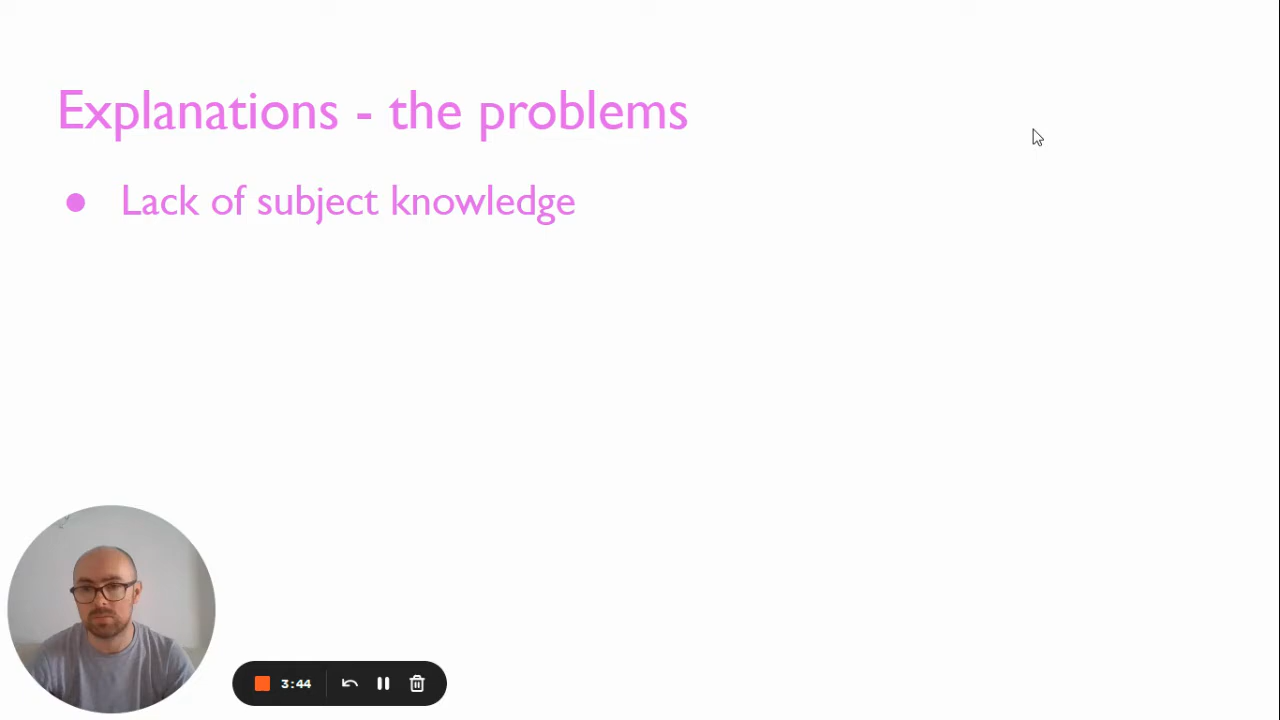 Explanations - the problems
● Lack of subject knowledge
3:44